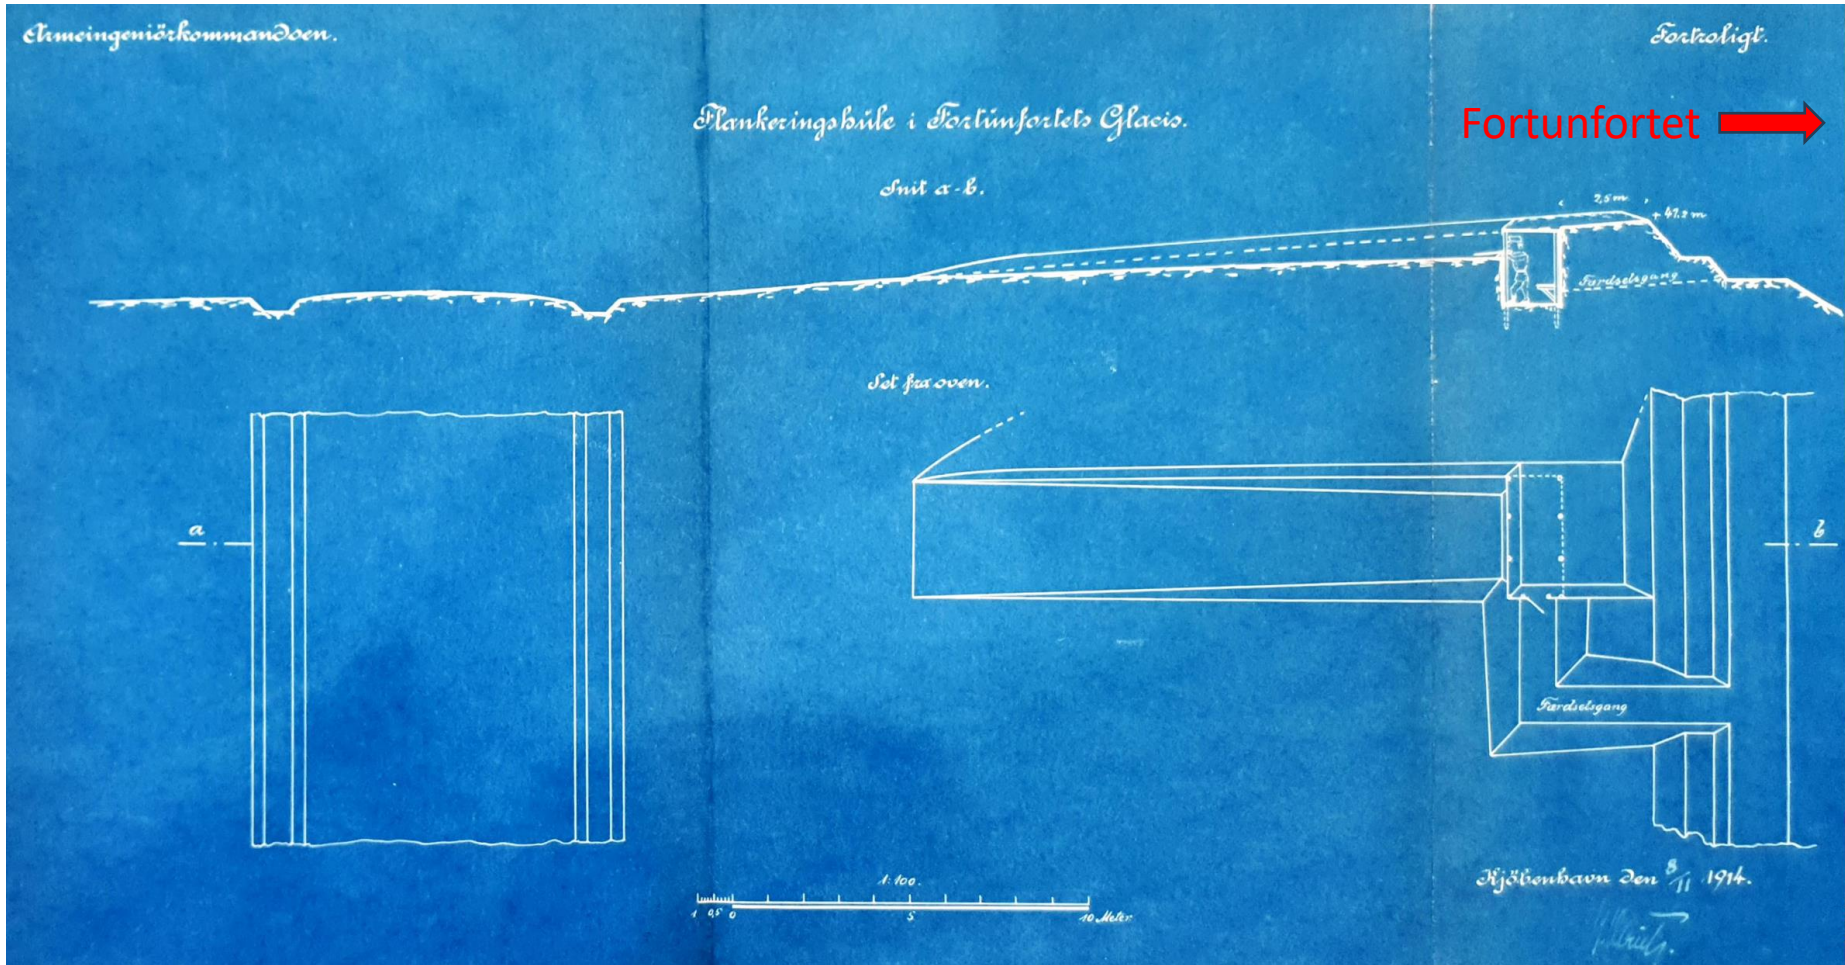 Armeingeniörkommandoen.
Fortroligt.
Flankeringshule i Fortunfortets Glacis.
Fortunfortet
Snit a-b.
2,5 m
+ 41.2 m
Færdselsgang
Set fra oven.
a
b
Færdselsgang
1:100.
1 0,5 0 5 10 Meter
Kjöbenhavn den 8/11 1914.